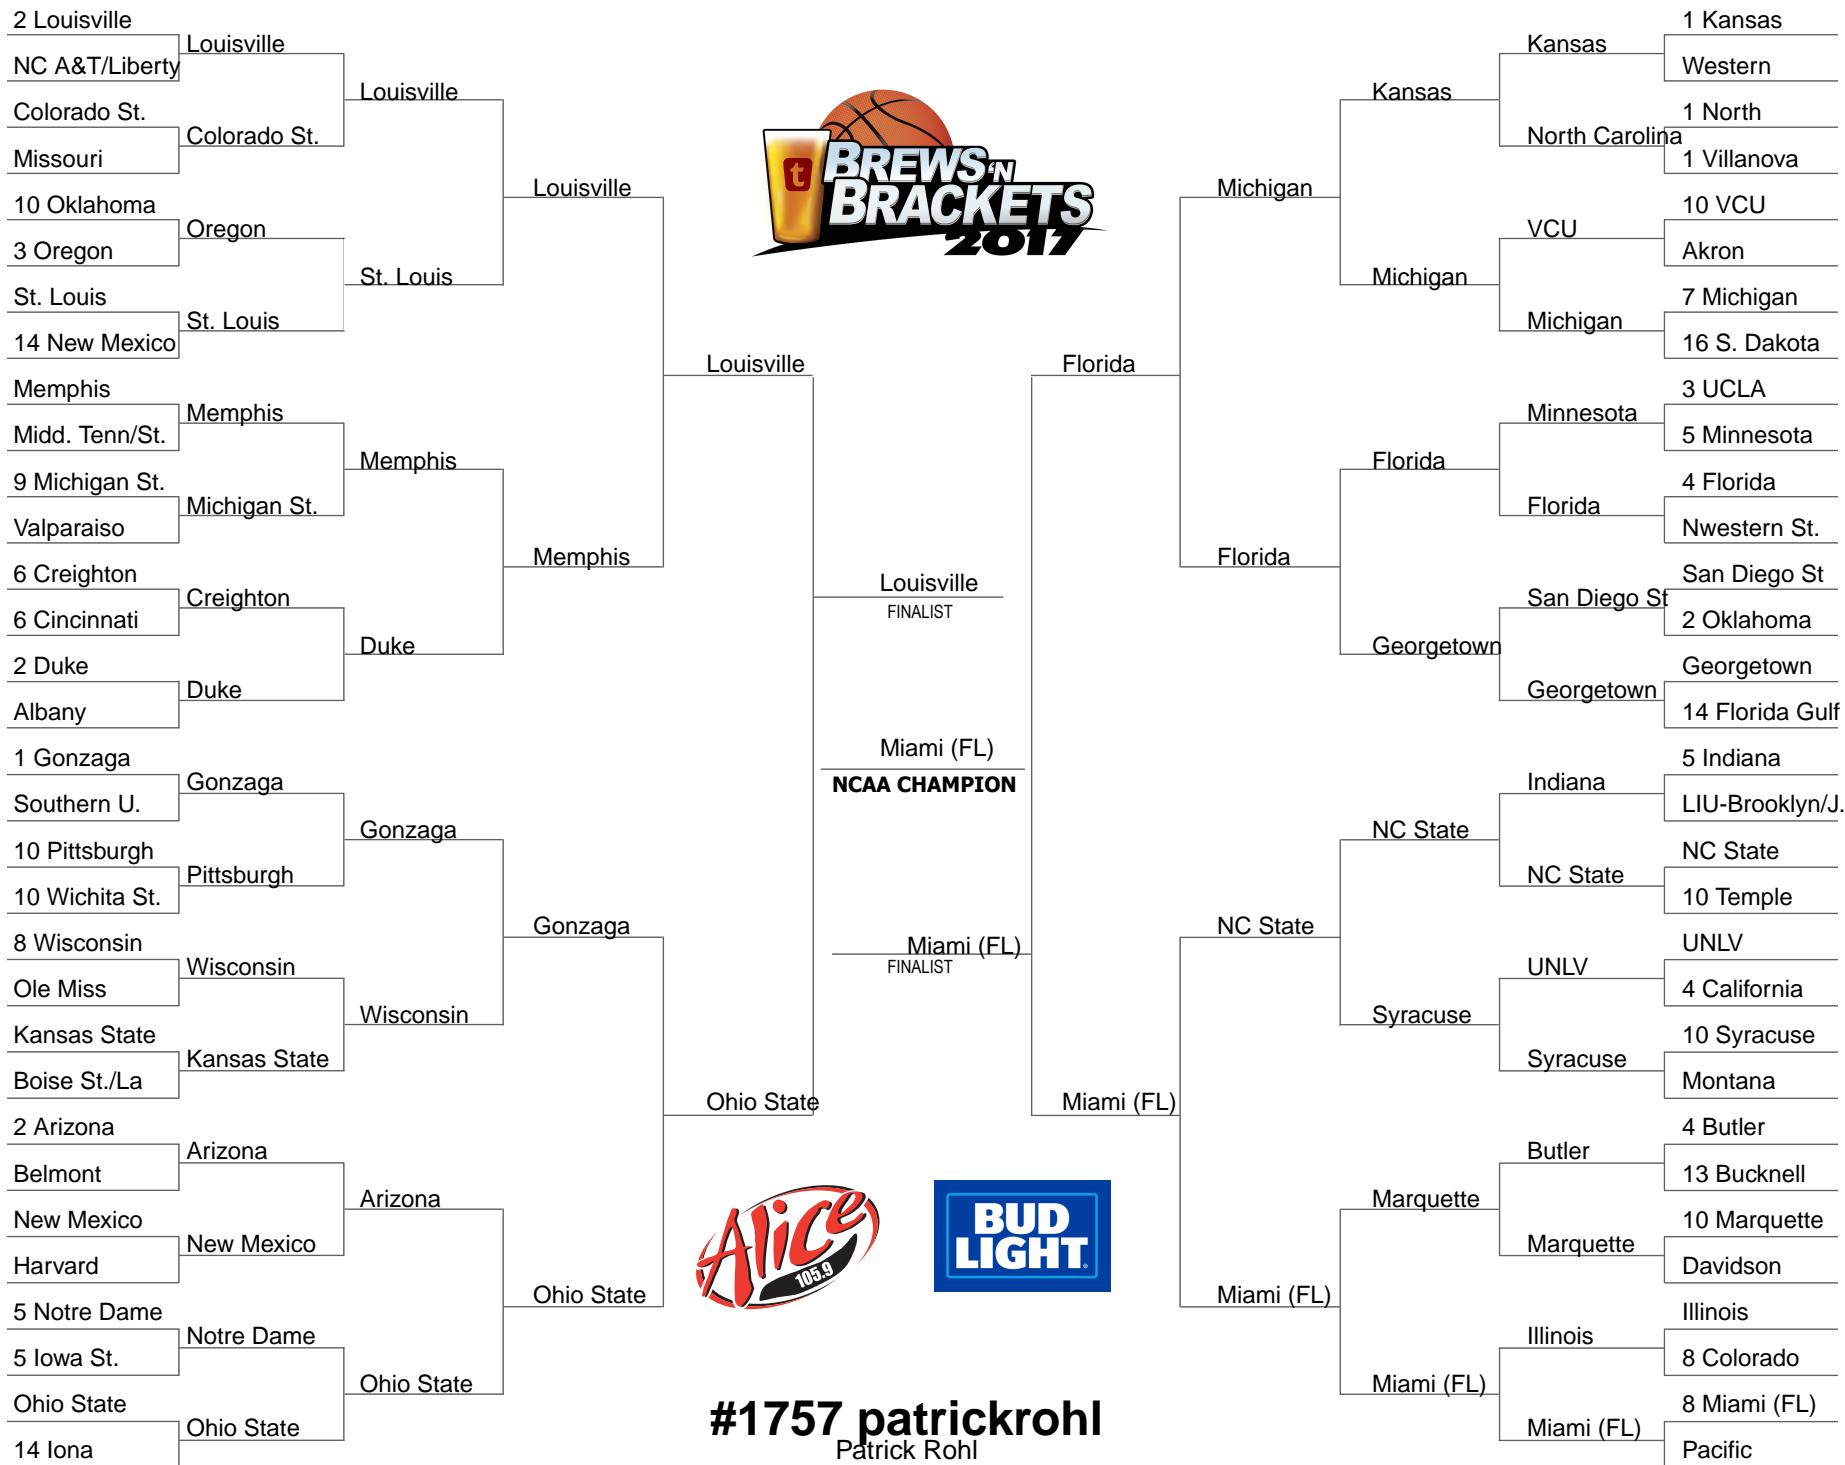 2 Louisville
NC A&T/Liberty
Colorado St.
Missouri
10 Oklahoma
3 Oregon
St. Louis
14 New Mexico
Memphis
Midd. Tenn/St.
9 Michigan St.
Valparaiso
6 Creighton
6 Cincinnati
2 Duke
Albany
1 Gonzaga
Southern U.
10 Pittsburgh
10 Wichita St.
8 Wisconsin
Ole Miss
Kansas State
Boise St./La
2 Arizona
Belmont
New Mexico
Harvard
5 Notre Dame
5 Iowa St.
Ohio State
14 Iona
Louisville
Colorado St.
Oregon
St. Louis
Memphis
Michigan St.
Creighton
Duke
Gonzaga
Pittsburgh
Wisconsin
Kansas State
Arizona
New Mexico
Notre Dame
Ohio State
Louisville
St. Louis
Memphis
Duke
Gonzaga
Wisconsin
Arizona
Ohio State
Louisville
Memphis
Gonzaga
Ohio State
Louisville
Ohio State
t
BREWS 'N
BRACKETS
2017
Louisville
FINALIST
Miami (FL)
NCAA CHAMPION
Miami (FL)
FINALIST
Alice
105.9
BUD
LIGHT
#1757 patrickrohl
Patrick Rohl
Florida
Miami (FL)
Michigan
Florida
NC State
Miami (FL)
Kansas
Michigan
Florida
Georgetown
NC State
Syracuse
Marquette
Miami (FL)
Kansas
North Carolina
VCU
Michigan
Minnesota
Florida
San Diego St
Georgetown
Indiana
NC State
UNLV
Syracuse
Butler
Marquette
Illinois
Miami (FL)
1 Kansas
Western
1 North
1 Villanova
10 VCU
Akron
7 Michigan
16 S. Dakota
3 UCLA
5 Minnesota
4 Florida
Nwestern St.
San Diego St
2 Oklahoma
Georgetown
14 Florida Gulf
5 Indiana
LIU-Brooklyn/J.
NC State
10 Temple
UNLV
4 California
10 Syracuse
Montana
4 Butler
13 Bucknell
10 Marquette
Davidson
Illinois
8 Colorado
8 Miami (FL)
Pacific